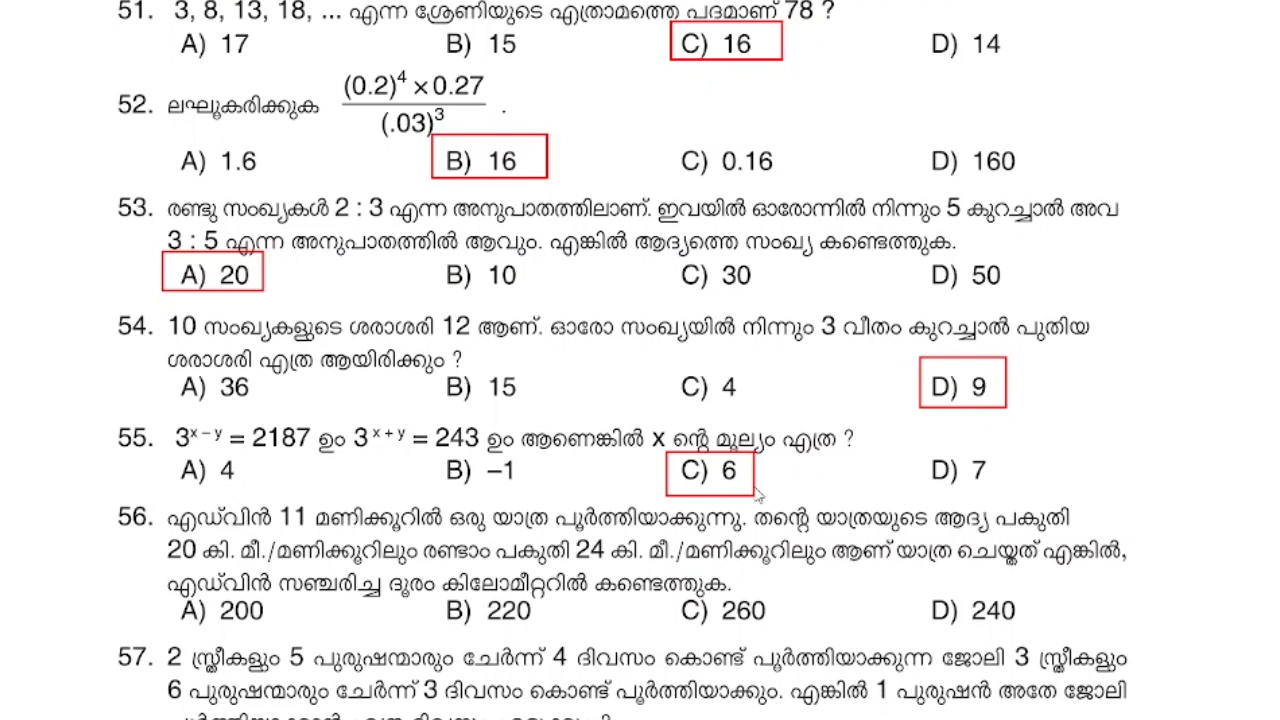 51. 3, 8, 13, 18, ... എന്ന ശ്രേണിയുടെ എത്രാമത്തെ പദമാണ് 78 ?
A) 17 B) 15 C) 16 D) 14
52. ലഘൂകരിക്കുക (0.2)⁴ × 0.27 / (.03)³ .
A) 1.6 B) 16 C) 0.16 D) 160
53. രണ്ടു സംഖ്യകൾ 2 : 3 എന്ന അനുപാതത്തിലാണ്. ഇവയിൽ ഓരോന്നിൽ നിന്നും 5 കുറച്ചാൽ അവ
3 : 5 എന്ന അനുപാതത്തിൽ ആവും. എങ്കിൽ ആദ്യത്തെ സംഖ്യ കണ്ടെത്തുക.
A) 20 B) 10 C) 30 D) 50
54. 10 സംഖ്യകളുടെ ശരാശരി 12 ആണ്. ഓരോ സംഖ്യയിൽ നിന്നും 3 വീതം കുറച്ചാൽ പുതിയ
ശരാശരി എത്ര ആയിരിക്കും ?
A) 36 B) 15 C) 4 D) 9
55. 3ˣ⁻ʸ = 2187 ഉം 3ˣ⁺ʸ = 243 ഉം ആണെങ്കിൽ x ന്റെ മൂല്യം എത്ര ?
A) 4 B) –1 C) 6 D) 7
56. എഡ്‌വിൻ 11 മണിക്കൂറിൽ ഒരു യാത്ര പൂർത്തിയാക്കുന്നു. തന്റെ യാത്രയുടെ ആദ്യ പകുതി
20 കി. മീ./മണിക്കൂറിലും രണ്ടാം പകുതി 24 കി. മീ./മണിക്കൂറിലും ആണ് യാത്ര ചെയ്തത് എങ്കിൽ,
എഡ്‌വിൻ സഞ്ചരിച്ച ദൂരം കിലോമീറ്ററിൽ കണ്ടെത്തുക.
A) 200 B) 220 C) 260 D) 240
57. 2 സ്ത്രീകളും 5 പുരുഷന്മാരും ചേർന്ന് 4 ദിവസം കൊണ്ട് പൂർത്തിയാക്കുന്ന ജോലി 3 സ്ത്രീകളും
6 പുരുഷന്മാരും ചേർന്ന് 3 ദിവസം കൊണ്ട് പൂർത്തിയാക്കും. എങ്കിൽ 1 പുരുഷൻ അതേ ജോലി